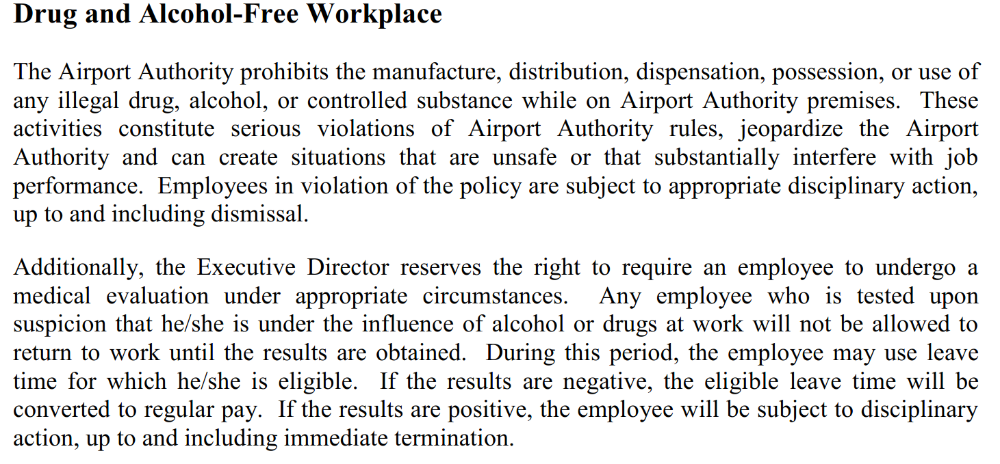 Drug and Alcohol-Free Workplace
The Airport Authority prohibits the manufacture, distribution, dispensation, possession, or use of
any illegal drug, alcohol, or controlled substance while on Airport Authority premises.  These
activities constitute serious violations of Airport Authority rules, jeopardize the Airport
Authority and can create situations that are unsafe or that substantially interfere with job
performance.  Employees in violation of the policy are subject to appropriate disciplinary action,
up to and including dismissal.
Additionally, the Executive Director reserves the right to require an employee to undergo a
medical evaluation under appropriate circumstances.  Any employee who is tested upon
suspicion that he/she is under the influence of alcohol or drugs at work will not be allowed to
return to work until the results are obtained.  During this period, the employee may use leave
time for which he/she is eligible.  If the results are negative, the eligible leave time will be
converted to regular pay.  If the results are positive, the employee will be subject to disciplinary
action, up to and including immediate termination.